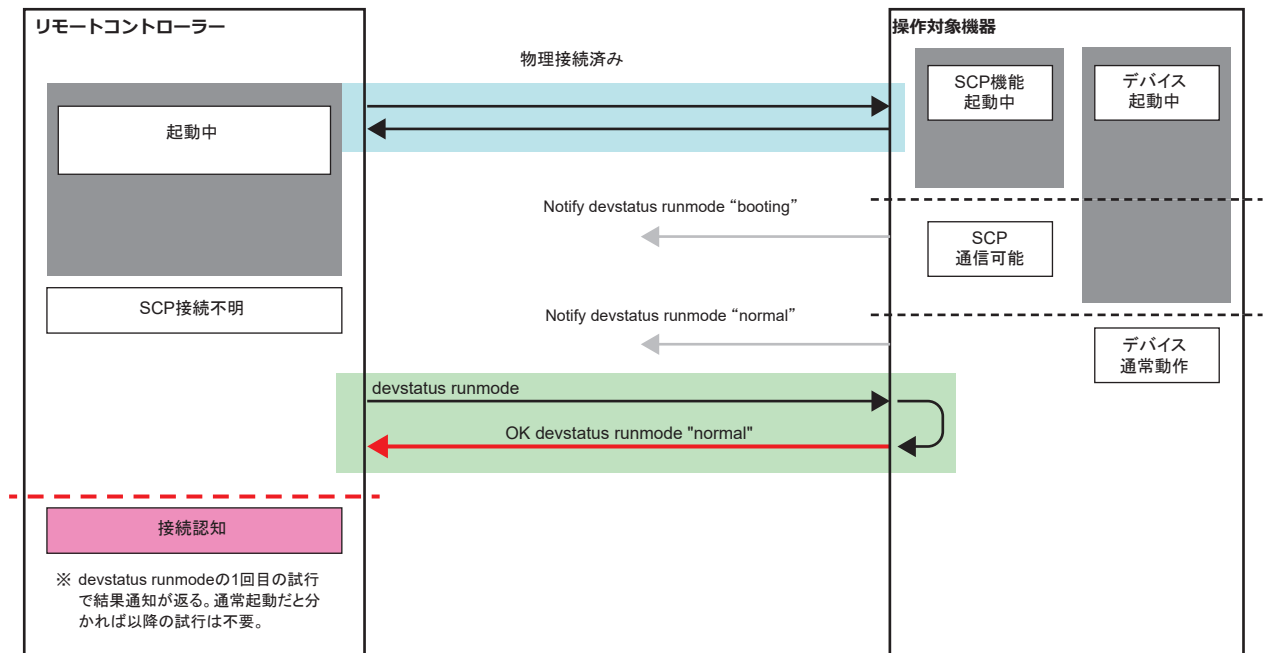 リモートコントローラー
操作対象機器
物理接続済み
起動中
SCP機能
起動中
デバイス
起動中
Notify devstatus runmode “booting”
SCP
通信可能
SCP接続不明
Notify devstatus runmode “normal”
デバイス
通常動作
devstatus runmode
OK devstatus runmode "normal"
接続認知
※ devstatus runmodeの1回目の試行
で結果通知が返る。通常起動だと分
かれば以降の試行は不要。